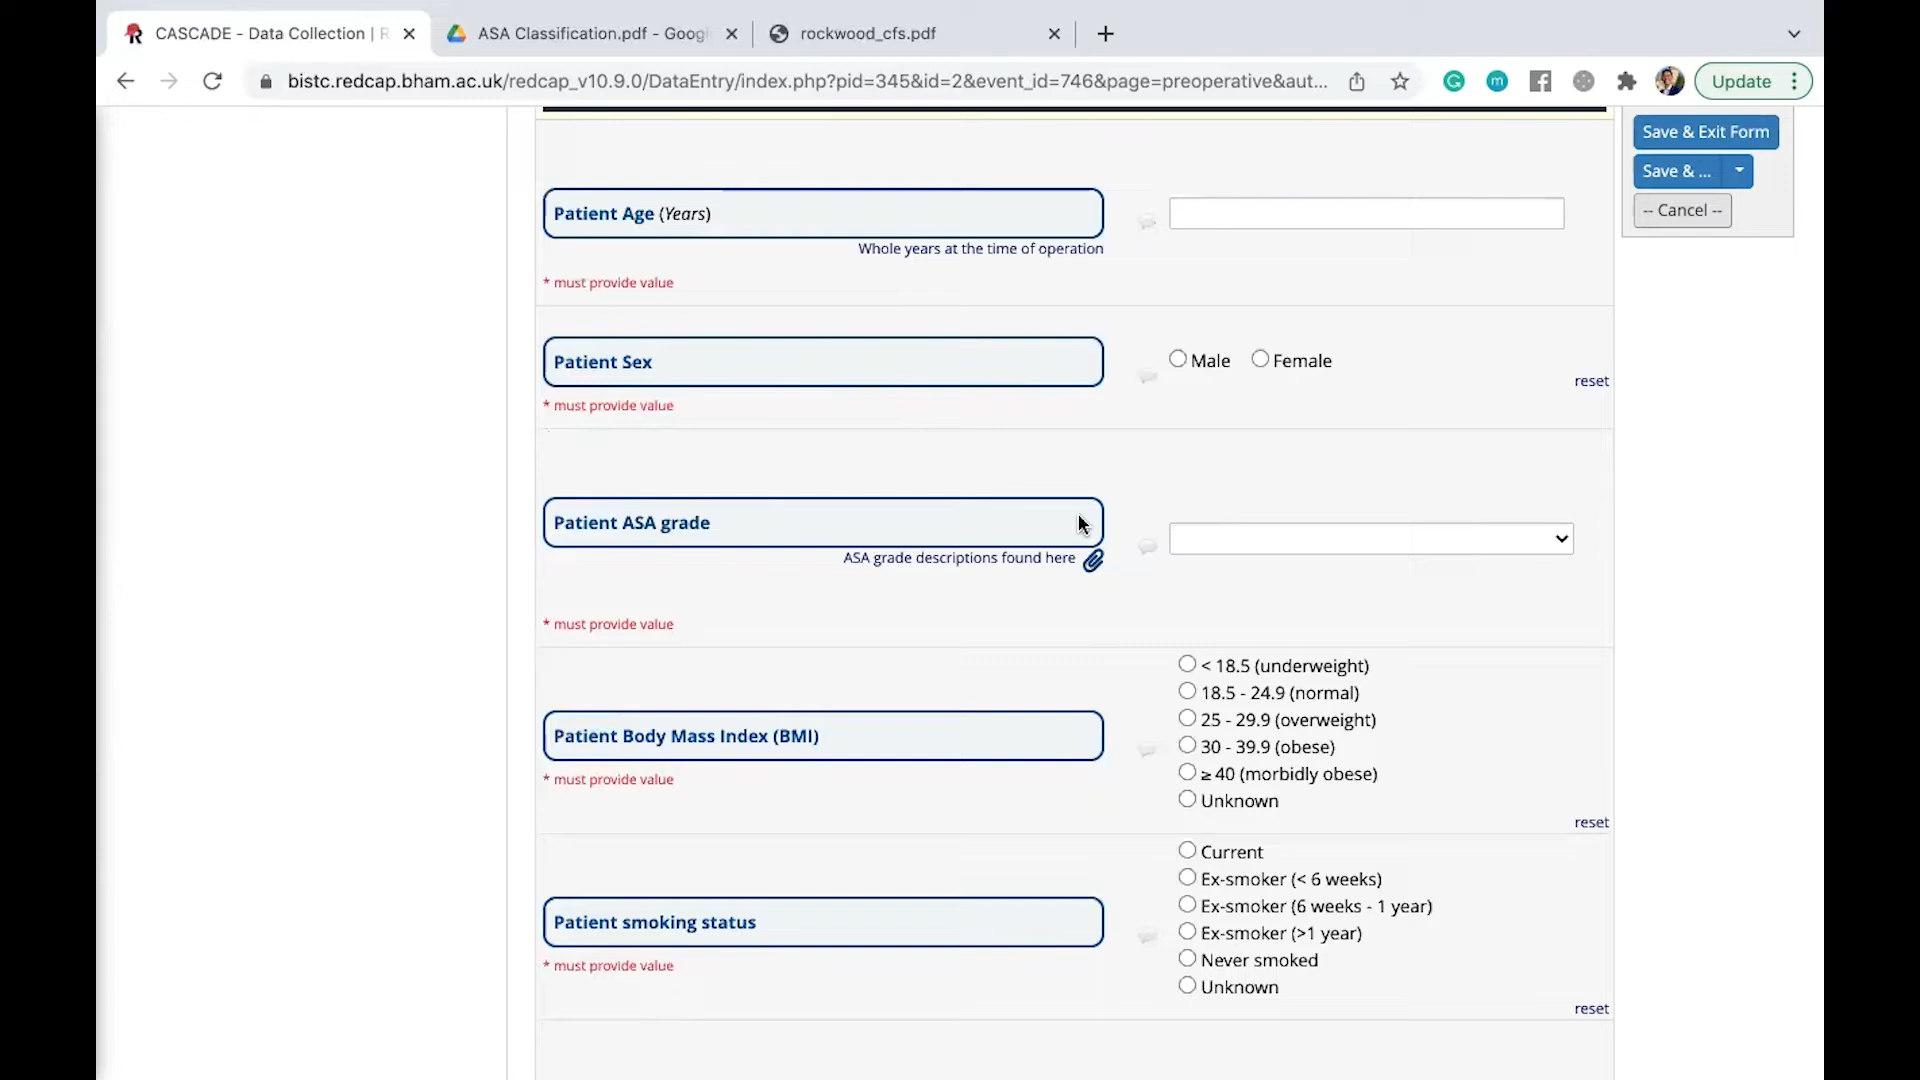 CASCADE - Data Collection | R
ASA Classification.pdf - Googl
rockwood_cfs.pdf
bistc.redcap.bham.ac.uk/redcap_v10.9.0/DataEntry/index.php?pid=345&id=2&event_id=746&page=preoperative&aut...
Update
Save & Exit Form
Save & ...
-- Cancel --
Patient Age (Years)
Whole years at the time of operation
* must provide value
Patient Sex
Male Female
reset
* must provide value
Patient ASA grade
ASA grade descriptions found here
* must provide value
Patient Body Mass Index (BMI)
* must provide value
< 18.5 (underweight)
18.5 - 24.9 (normal)
25 - 29.9 (overweight)
30 - 39.9 (obese)
≥ 40 (morbidly obese)
Unknown
reset
Patient smoking status
* must provide value
Current
Ex-smoker (< 6 weeks)
Ex-smoker (6 weeks - 1 year)
Ex-smoker (>1 year)
Never smoked
Unknown
reset